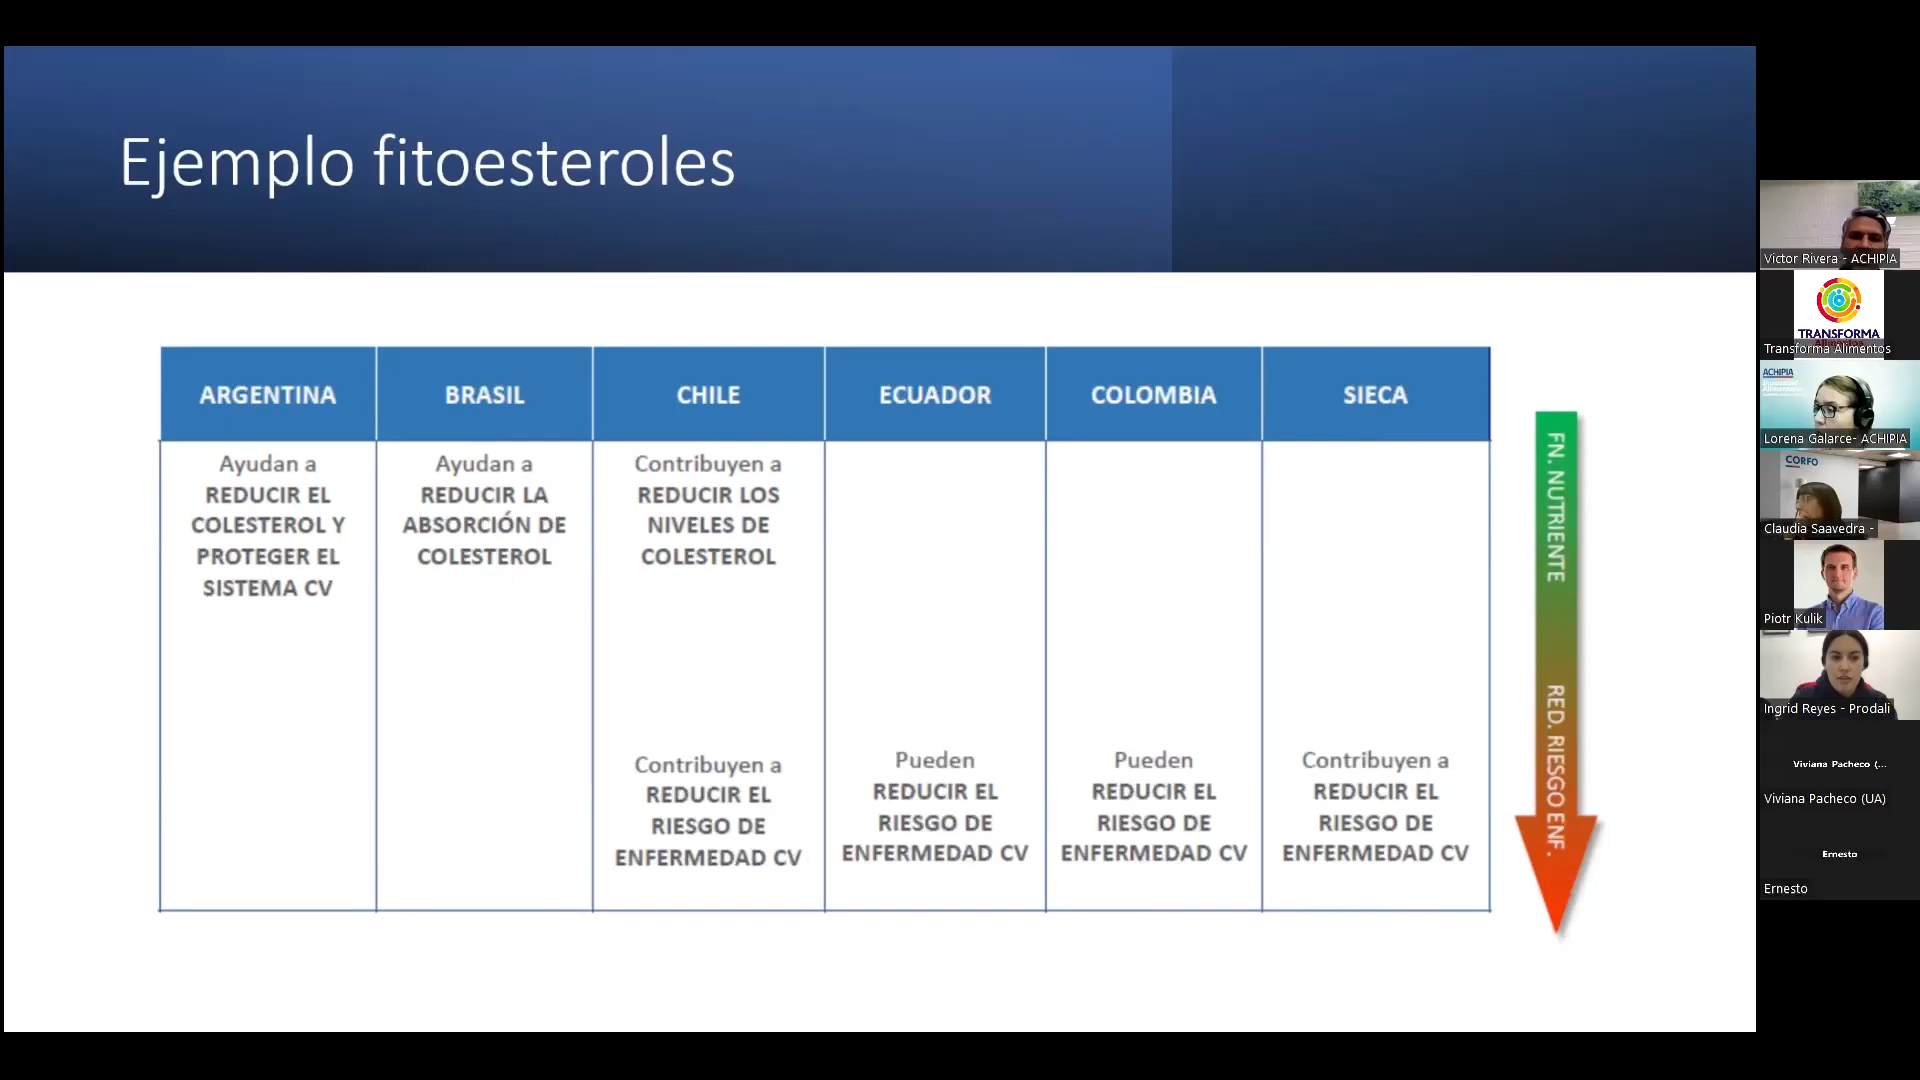 Ejemplo fitoesteroles
ARGENTINA
BRASIL
CHILE
ECUADOR
COLOMBIA
SIECA
Ayudan a
REDUCIR EL
COLESTEROL Y
PROTEGER EL
SISTEMA CV
Ayudan a
REDUCIR LA
ABSORCIÓN DE
COLESTEROL
Contribuyen a
REDUCIR LOS
NIVELES DE
COLESTEROL
Contribuyen a
REDUCIR EL
RIESGO DE
ENFERMEDAD CV
Pueden
REDUCIR EL
RIESGO DE
ENFERMEDAD CV
Pueden
REDUCIR EL
RIESGO DE
ENFERMEDAD CV
Contribuyen a
REDUCIR EL
RIESGO DE
ENFERMEDAD CV
FN. NUTRIENTE
RED. RIESGO ENF.
Victor Rivera - ACHIPIA
TRANSFORMA
Transforma Alimentos
ACHIPIA
Lorena Galarce- ACHIPIA
CORFO
Claudia Saavedra -
Piotr Kulik
Ingrid Reyes - Prodali
Viviana Pacheco (...
Viviana Pacheco (UA)
Ernesto
Ernesto